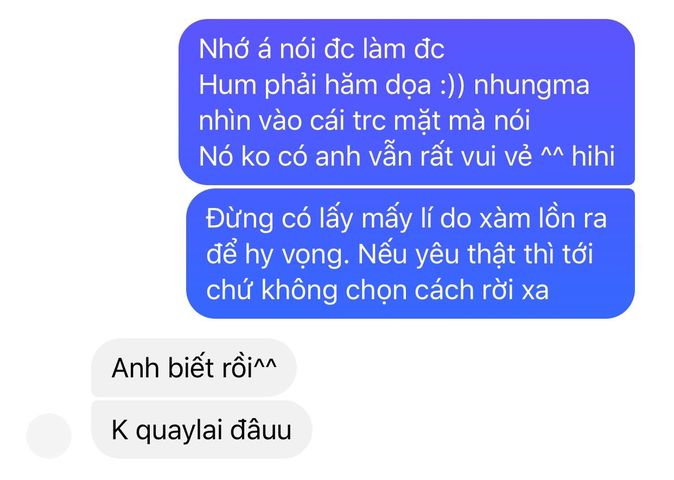 Nhớ á nói đc làm đc
Hum phải hăm dọa :)) nhungma
nhìn vào cái trc mặt mà nói
Nó ko có anh vẫn rất vui vẻ ^^ hihi
Đừng có lấy mấy lí do xàm lồn ra
để hy vọng. Nếu yêu thật thì tới
chứ không chọn cách rời xa
Anh biết rồi^^
K quaylai đâuu